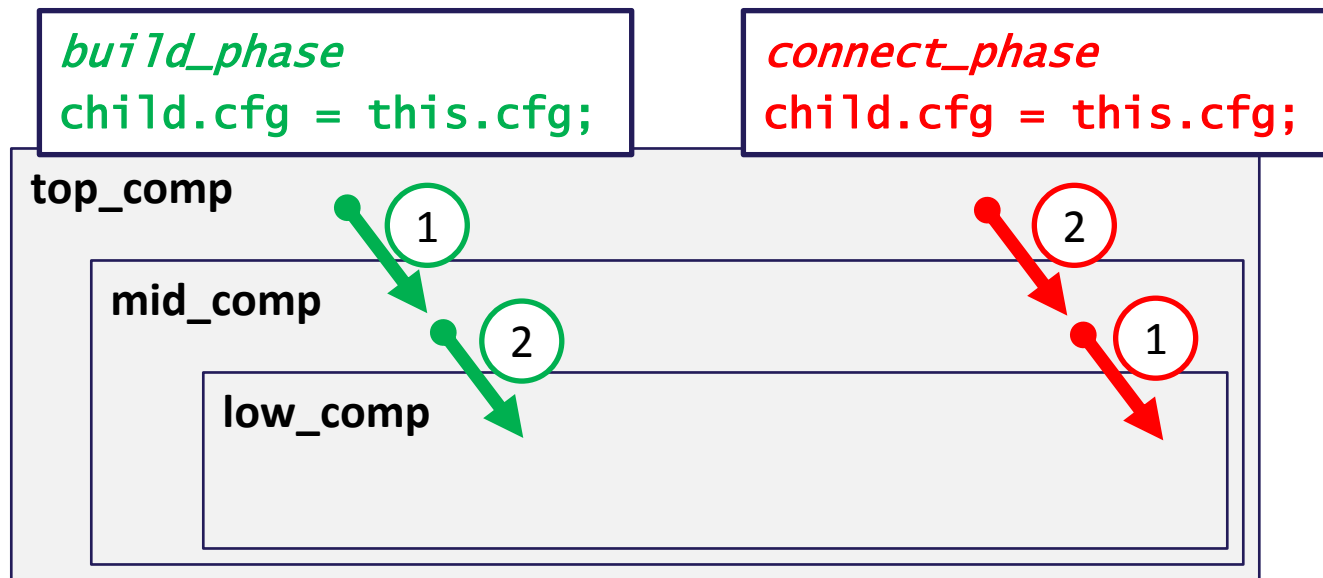 build_phase
child.cfg = this.cfg;
connect_phase
child.cfg = this.cfg;
top_comp
1
2
mid_comp
2
1
low_comp